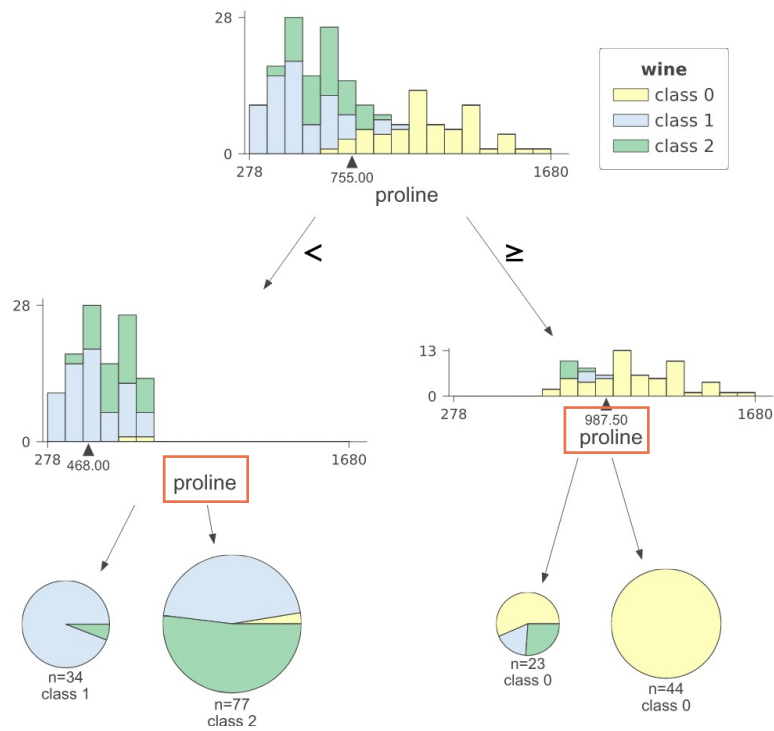 28
0
278
1680
755.00
proline
wine
class 0
class 1
class 2
<
≥
28
0
278
1680
468.00
proline
13
0
278
1680
987.50
proline
n=34
class 1
n=77
class 2
n=23
class 0
n=44
class 0